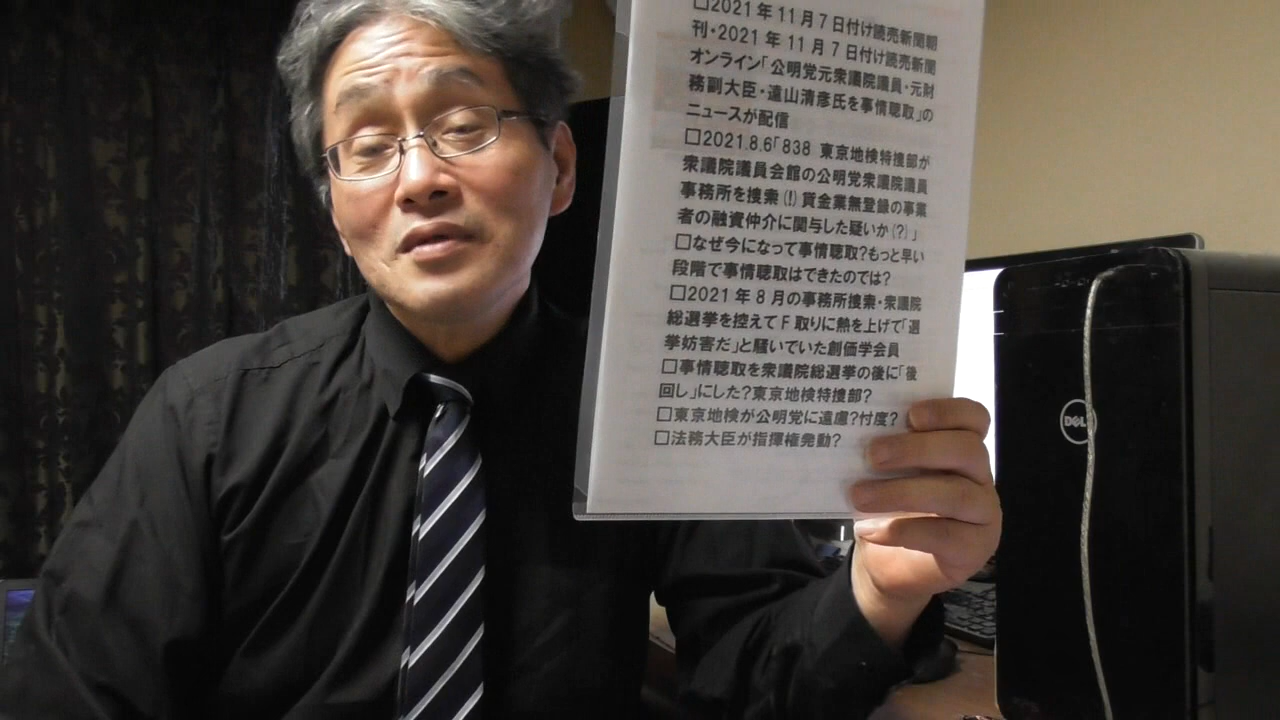 □2021年11月7日付け読売新聞朝
刊・2021年11月7日付け読売新聞
オンライン「公明党元衆議院議員・元財
務副大臣・遠山清彦氏を事情聴取」の
ニュースが配信
□2021.8.6「838 東京地検特捜部が
衆議院議員会館の公明党衆議院議員
事務所を捜索(!)貸金業無登録の事業
者の融資仲介に関与した疑いか(?)」
□なぜ今になって事情聴取?もっと早い
段階で事情聴取はできたのでは?
□2021年8月の事務所捜索・衆議院
総選挙を控えてF取りに熱を上げて「選
挙妨害だ」と騒いでいた創価学会員
□事情聴取を衆議院総選挙の後に「後
回し」にした?東京地検特捜部?
□東京地検が公明党に遠慮?忖度?
□法務大臣が指揮権発動?
DELL